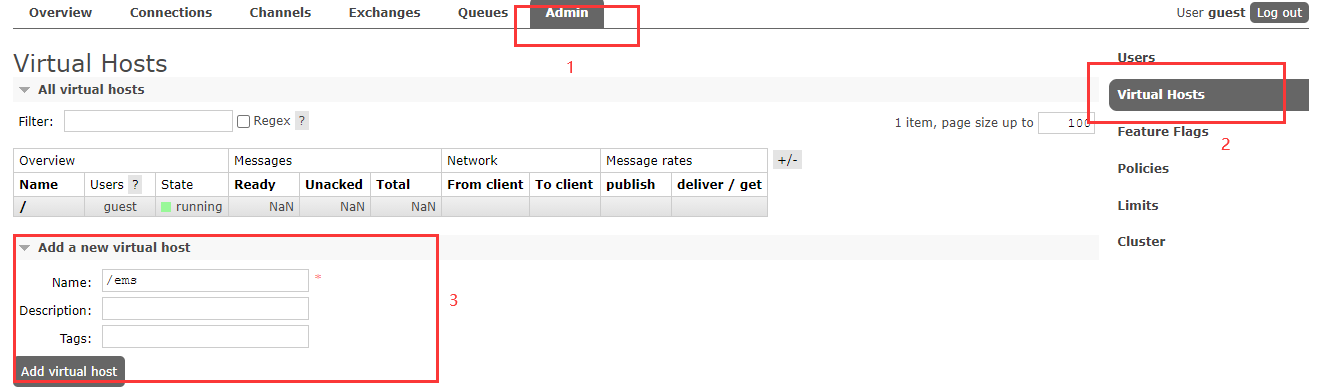 Overview Connections Channels Exchanges Queues Admin User guest Log out
1
Virtual Hosts
Users
All virtual hosts
Virtual Hosts
Filter: Regex ? 1 item, page size up to 100
Feature Flags
2
Overview Messages Network Message rates +/-
Policies
Name Users ? State Ready Unacked Total From client To client publish deliver / get
/ guest running NaN NaN NaN
Limits
Add a new virtual host
Cluster
Name: /ems *
Description:
3
Tags:
Add virtual host